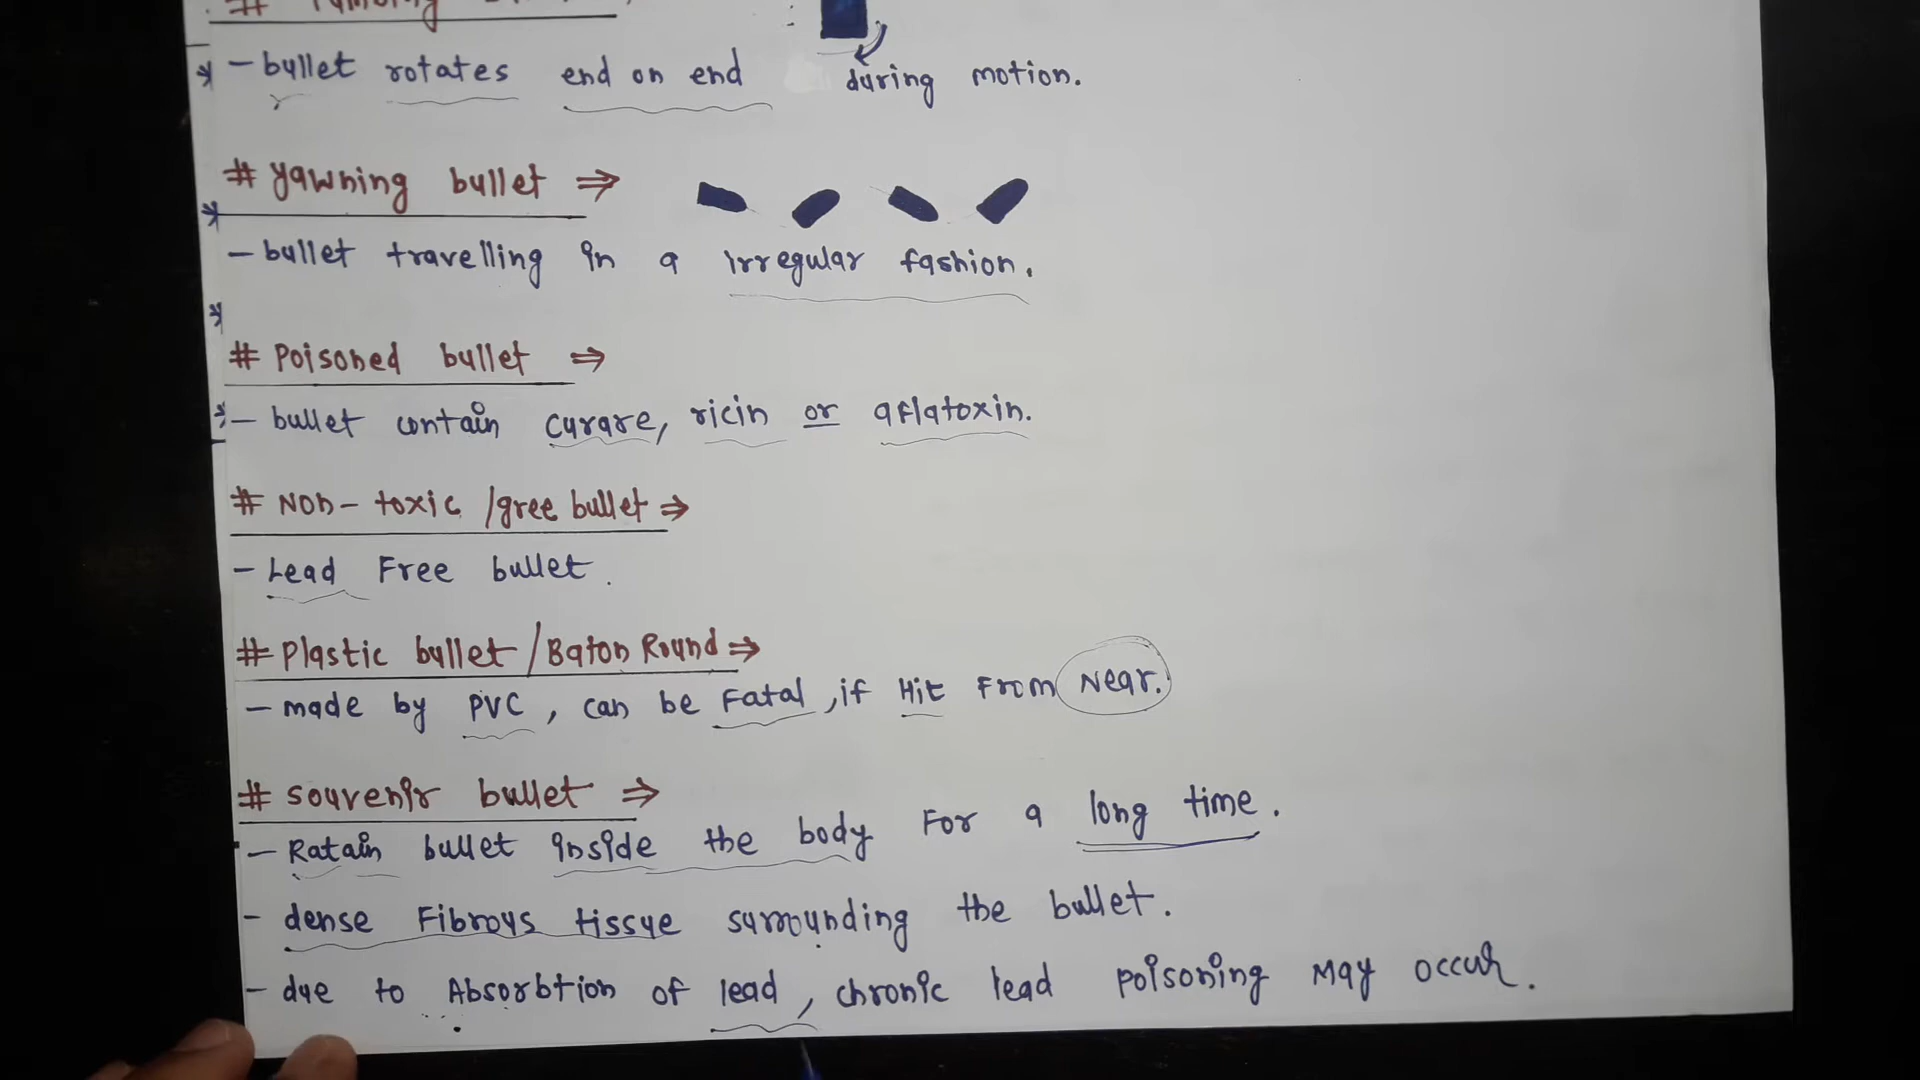 - bullet rotates end on end during motion.
# Yawning bullet ⇒
- bullet travelling in a irregular fashion.
# Poisoned bullet ⇒
- bullet contain curare, ricin or aflatoxin.
# Non-toxic /gree bullet ⇒
- Lead Free bullet.
# Plastic bullet/Baton Round ⇒
- made by PVC, can be Fatal, if Hit From Near.
# souvenir bullet ⇒
- Ratain bullet inside the body For a long time.
- dense Fibrous tissue surrounding the bullet.
- due to Absorbtion of lead, chronic lead poisoning May occur.